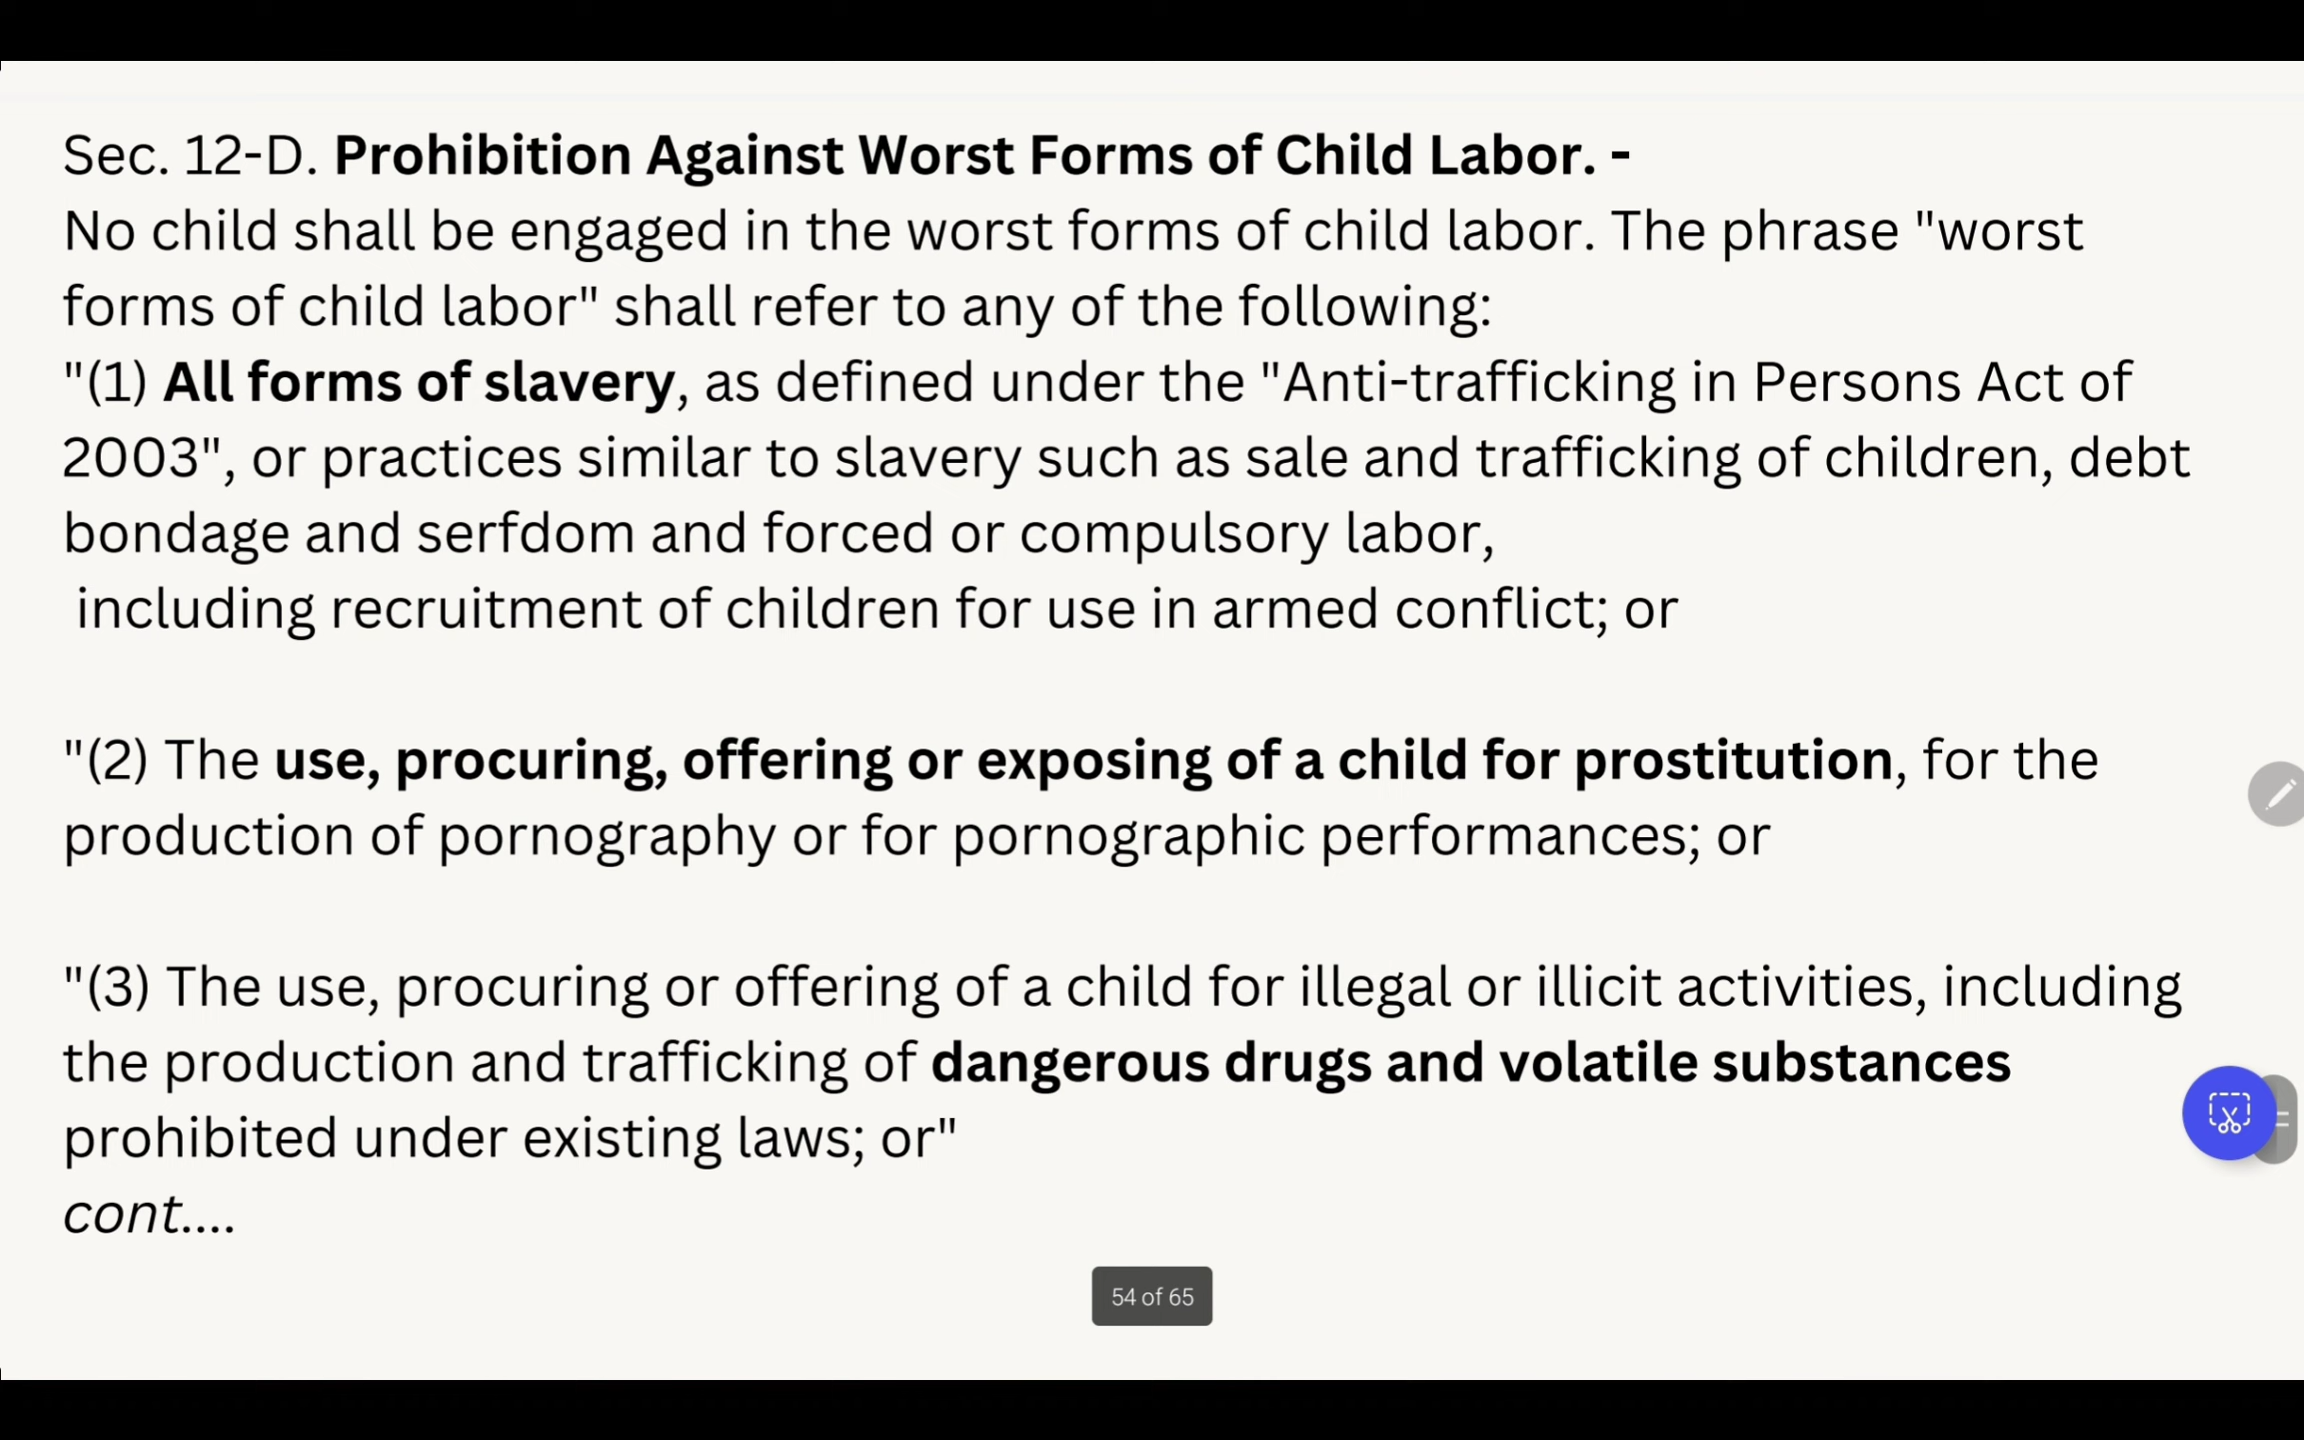 Sec. 12-D. Prohibition Against Worst Forms of Child Labor. -
No child shall be engaged in the worst forms of child labor. The phrase "worst
forms of child labor" shall refer to any of the following:
"(1) All forms of slavery, as defined under the "Anti-trafficking in Persons Act of
2003", or practices similar to slavery such as sale and trafficking of children, debt
bondage and serfdom and forced or compulsory labor,
including recruitment of children for use in armed conflict; or
"(2) The use, procuring, offering or exposing of a child for prostitution, for the
production of pornography or for pornographic performances; or
"(3) The use, procuring or offering of a child for illegal or illicit activities, including
the production and trafficking of dangerous drugs and volatile substances
prohibited under existing laws; or"
cont....
54 of 65